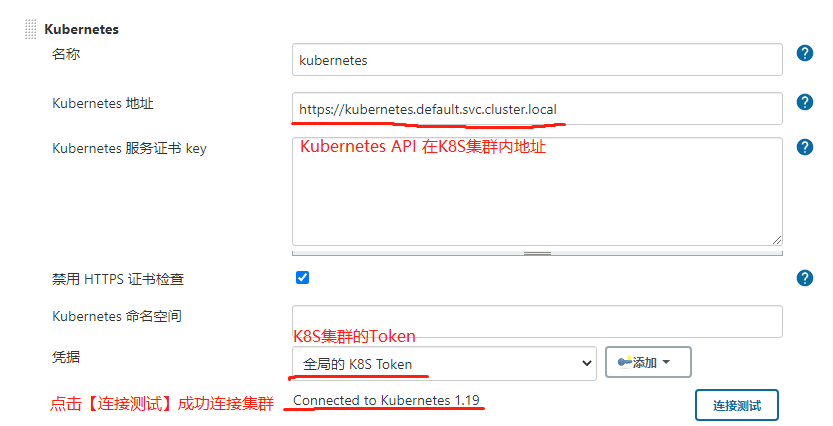 Kubernetes
名称
kubernetes
Kubernetes 地址
https://kubernetes.default.svc.cluster.local
Kubernetes 服务证书 key
Kubernetes API 在K8S集群内地址
禁用 HTTPS 证书检查
Kubernetes 命名空间
K8S集群的Token
凭据
全局的 K8S Token
添加
点击【连接测试】成功连接集群
Connected to Kubernetes 1.19
连接测试